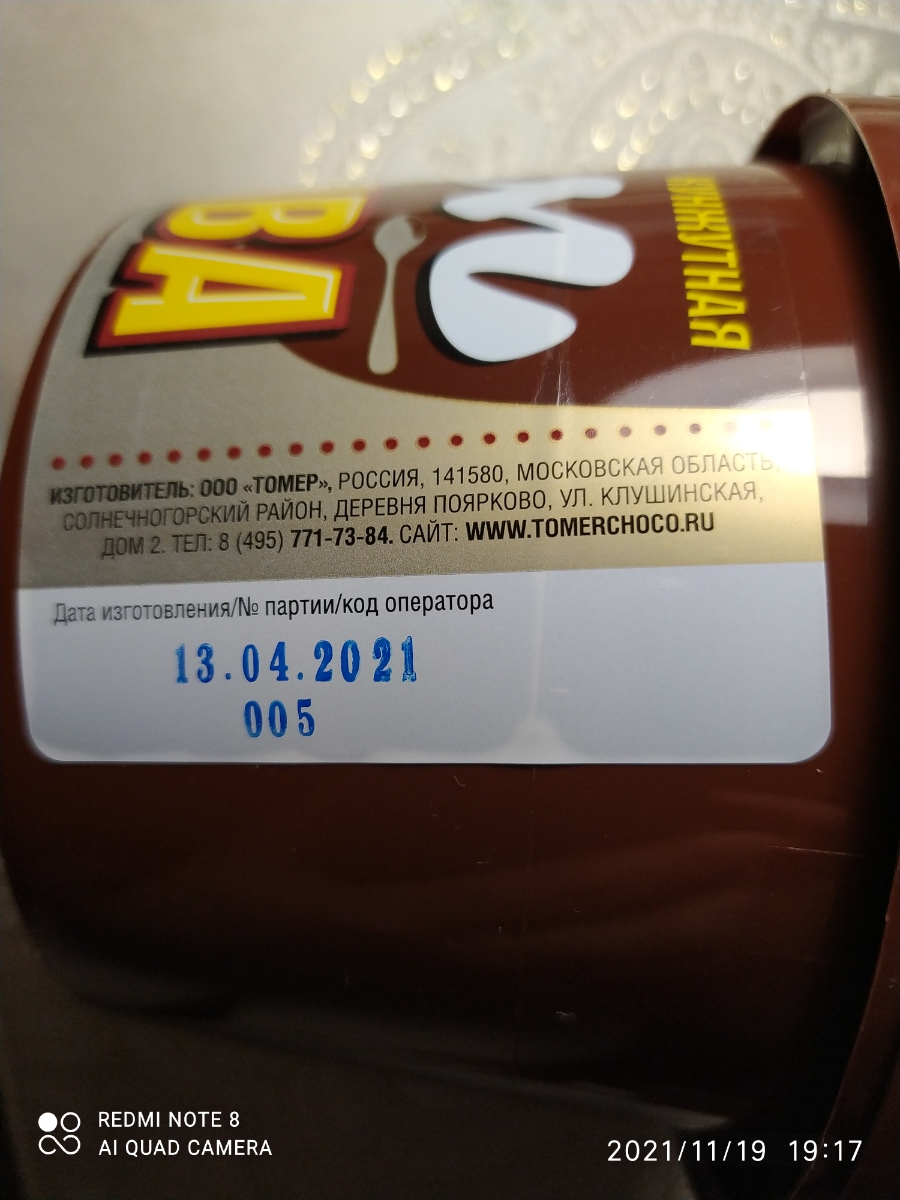 ВА
КУНЖУТНАЯ
ИЗГОТОВИТЕЛЬ: ООО «ТОМЕР», РОССИЯ, 141580, МОСКОВСКАЯ ОБЛАСТЬ,
СОЛНЕЧНОГОРСКИЙ РАЙОН, ДЕРЕВНЯ ПОЯРКОВО, УЛ. КЛУШИНСКАЯ,
ДОМ 2. ТЕЛ: 8 (495) 771-73-84. САЙТ: WWW.TOMERCHOCO.RU
Дата изготовления/№ партии/код оператора
13.04.2021
005
REDMI NOTE 8
AI QUAD CAMERA
2021/11/19 19:17